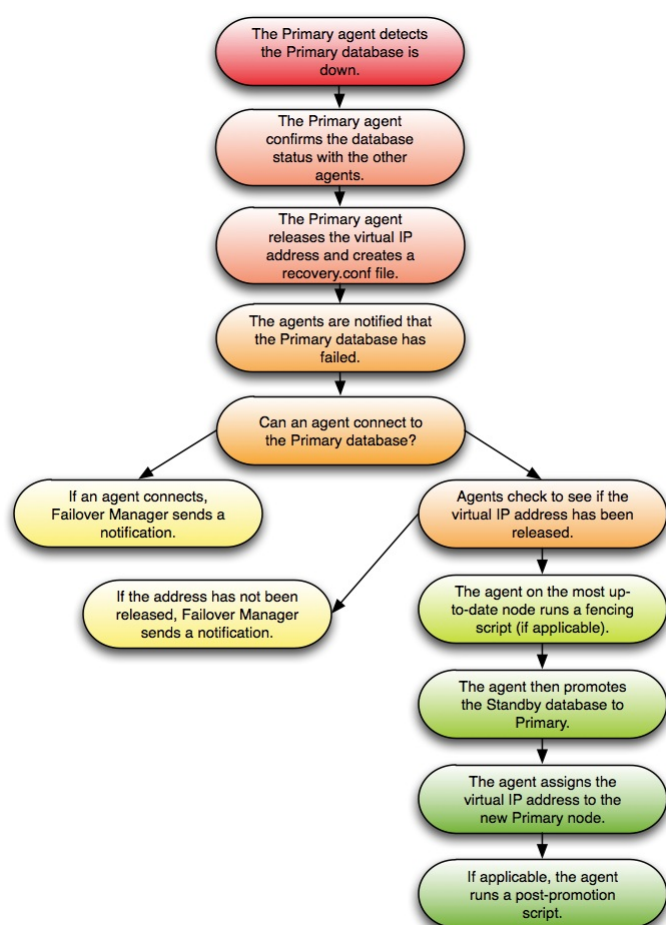 The Primary agent detects
the Primary database is
down.
The Primary agent
confirms the database
status with the other
agents.
The Primary agent
releases the virtual IP
address and creates a
recovery.conf file.
The agents are notified that
the Primary database has
failed.
Can an agent connect to
the Primary database?
If an agent connects,
Failover Manager sends a
notification.
Agents check to see if the
virtual IP address has been
released.
If the address has not been
released, Failover Manager
sends a notification.
The agent on the most up-
to-date node runs a fencing
script (if applicable).
The agent then promotes
the Standby database to
Primary.
The agent assigns the
virtual IP address to the
new Primary node.
If applicable, the agent
runs a post-promotion
script.